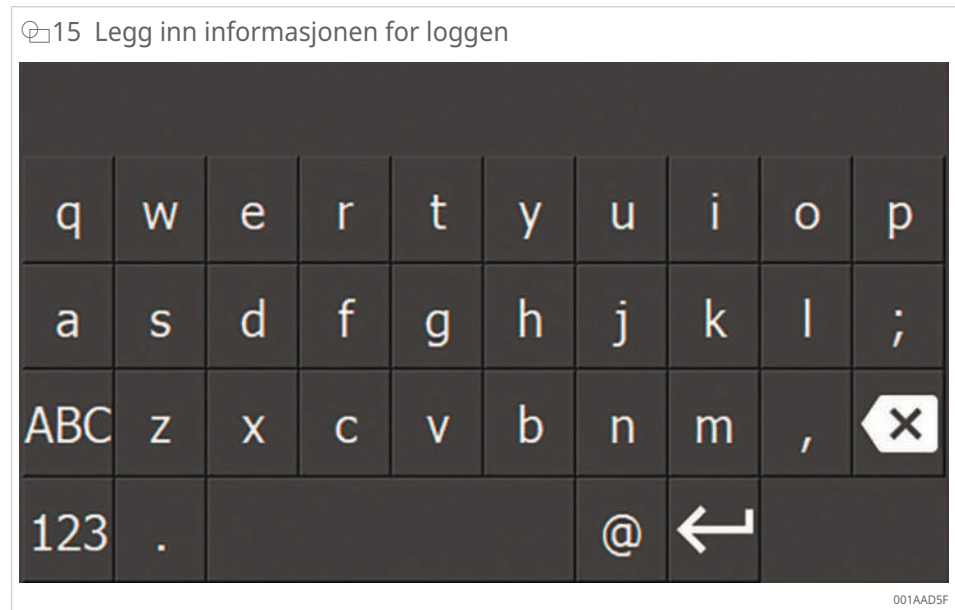 15 Legg inn informasjonen for loggen
q w e r t y u i o p
a s d f g h j k l ;
ABC z x c v b n m ,
123 . @
001AAD5F